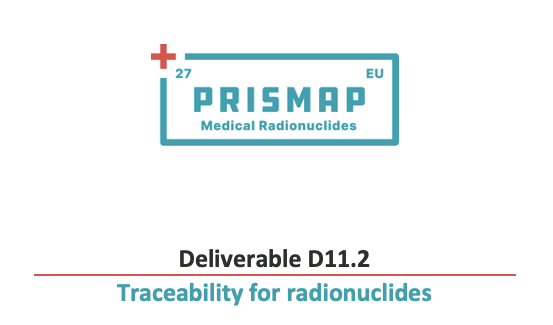 27 EU
PRISMAP
Medical Radionuclides
Deliverable D11.2
Traceability for radionuclides